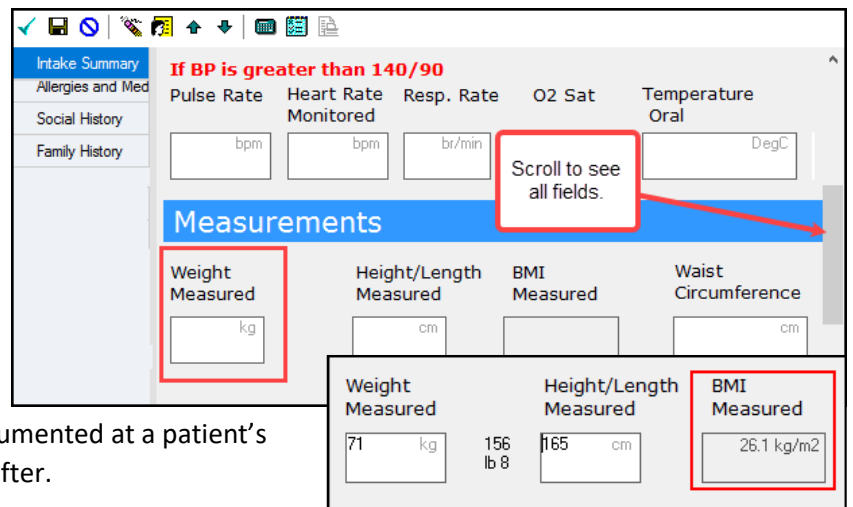 Intake Summary
Allergies and Med
Social History
Family History
If BP is greater than 140/90
Pulse Rate Heart Rate Monitored Resp. Rate O2 Sat Temperature Oral
bpm bpm br/min DegC
Scroll to see
all fields.
Measurements
Weight Measured Height/Length Measured BMI Measured Waist Circumference
kg cm cm
Weight Measured Height/Length Measured BMI Measured
71 kg 156 lb 8 165 cm 26.1 kg/m2
umented at a patient's
fter.